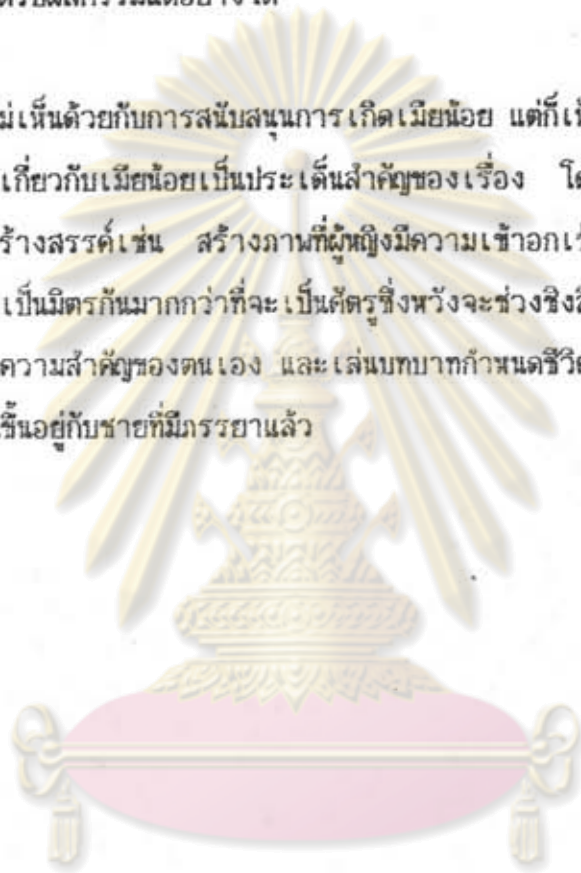 ม่เห็นด้วยกับการสนับสนุนการเกิดเมียน้อย แต่ก็เ
เกี่ยวกับเมียน้อยเป็นประเด็นสำคัญของเรื่อง โด
ร้างสรรค์เช่น สร้างภาพที่ผู้หญิงมีความเข้าอกเ
เป็นมิตรกันมากกว่าที่จะเป็นศัตรูซึ่งหวังจะช่วงชิง
ความสำคัญของตนเอง และเล่นบทบาทกำหนดชีวิต
ขึ้นอยู่กับชายที่มีภรรยาแล้ว